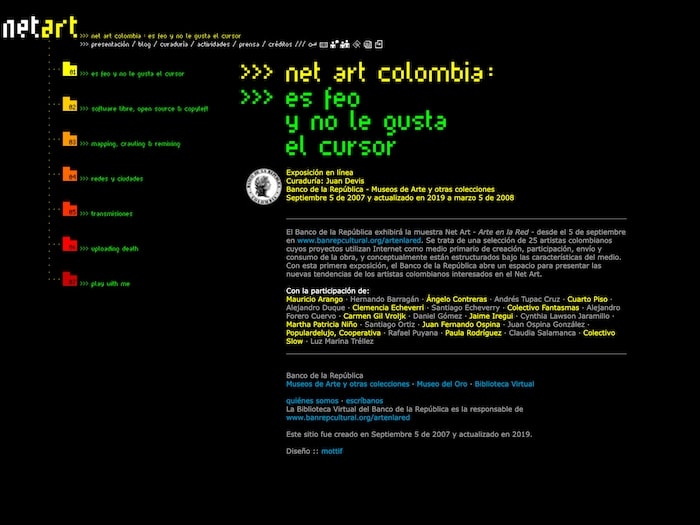 netart
>>> net art colombia : es feo y no le gusta el cursor
>>> presentación / blog / curaduría / actividades / prensa / créditos ///
01 >>> es feo y no le gusta el cursor
02 >>> software libre, open source & copyleft
03 >>> mapping, crawling & remixing
04 >>> redes y ciudades
05 >>> transmisiones
06 >>> uploading death
07 >>> play with me
>>> net art colombia:
>>> es feo
y no le gusta
el cursor
Exposición en línea
Curaduría: Juan Devis
Banco de la República - Museos de Arte y otras colecciones
Septiembre 5 de 2007 y actualizado en 2019 a marzo 5 de 2008
El Banco de la República exhibirá la muestra Net Art - Arte en la Red - desde el 5 de septiembre
en www.banrepcultural.org/artenlared. Se trata de una selección de 25 artistas colombianos
cuyos proyectos utilizan Internet como medio primario de creación, participación, envío y
consumo de la obra, y conceptualmente están estructurados bajo las características del medio.
Con esta primera exposición, el Banco de la República abre un espacio para presentar las
nuevas tendencias de los artistas colombianos interesados en el Net Art.
Con la participación de:
Mauricio Arango · Hernando Barragán · Ángelo Contreras · Andrés Tupac Cruz · Cuarto Piso ·
Alejandro Duque · Clemencia Echeverri · Santiago Echeverry · Colectivo Fantasmas · Alejandro
Forero Cuervo · Carmen Gil Vroljk · Daniel Gómez · Jaime Iregui · Cynthia Lawson Jaramillo ·
Martha Patricia Niño · Santiago Ortiz · Juan Fernando Ospina · Juan Ospina González ·
Populardelujo, Cooperativa · Rafael Puyana · Paula Rodríguez · Claudia Salamanca · Colectivo
Slow · Luz Marina Tréllez
Banco de la República
Museos de Arte y otras colecciones · Museo del Oro · Biblioteca Virtual
quiénes somos · escríbanos
La Biblioteca Virtual del Banco de la República es la responsable de
www.banrepcultural.org/artenlared
Este sitio fue creado en Septiembre 5 de 2007 y actualizado en 2019.
Diseño :: mottif